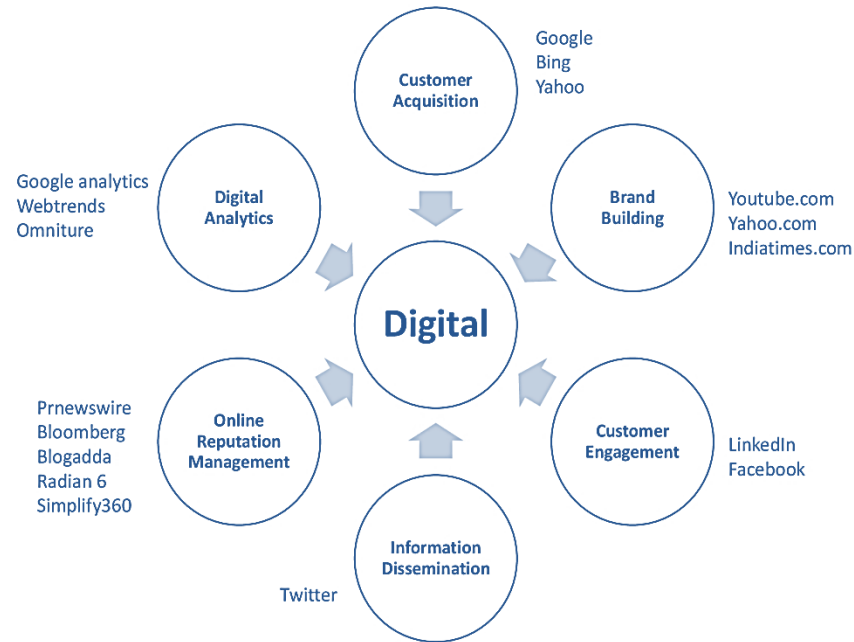 Google
Bing
Yahoo
Customer
Acquisition
Google analytics
Webtrends
Omniture
Digital
Analytics
Brand
Building
Youtube.com
Yahoo.com
Indiatimes.com
Digital
Prnewswire
Bloomberg
Blogadda
Radian 6
Simplify360
Online
Reputation
Management
Customer
Engagement
LinkedIn
Facebook
Information
Dissemination
Twitter